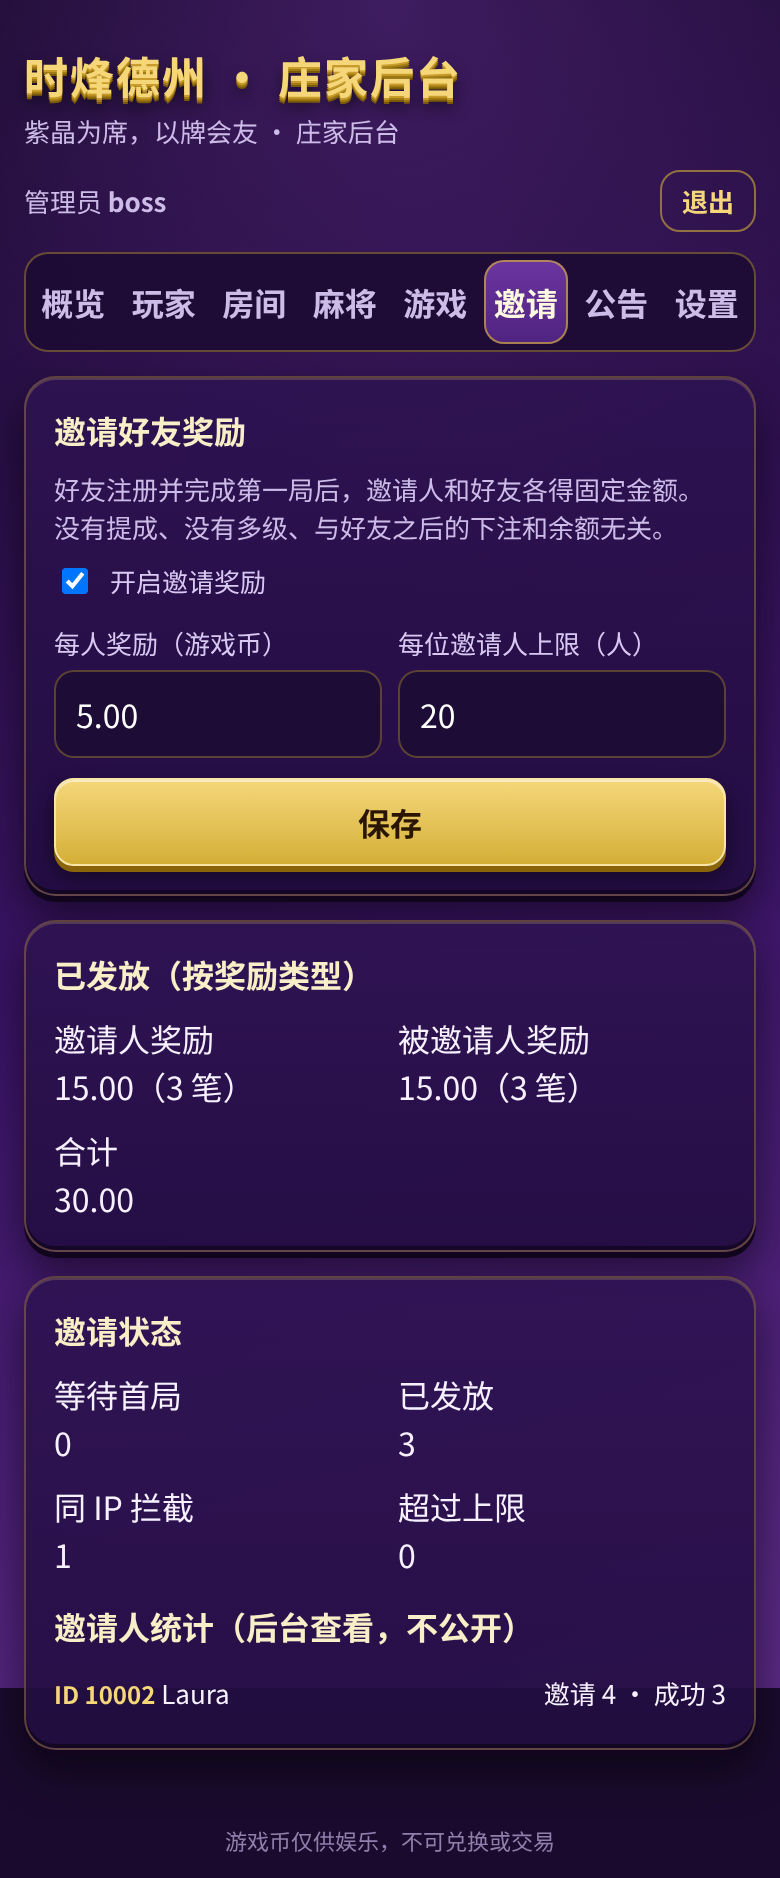 时烽德州 · 庄家后台
紫晶为席，以牌会友 · 庄家后台
管理员 boss
退出
概览 玩家 房间 麻将 游戏 邀请 公告 设置
邀请好友奖励
好友注册并完成第一局后，邀请人和好友各得固定金额。
没有提成、没有多级、与好友之后的下注和余额无关。
开启邀请奖励
每人奖励（游戏币） 每位邀请人上限（人）
5.00 20
保存
已发放（按奖励类型）
邀请人奖励 被邀请人奖励
15.00（3 笔） 15.00（3 笔）
合计
30.00
邀请状态
等待首局 已发放
0 3
同 IP 拦截 超过上限
1 0
邀请人统计（后台查看，不公开）
ID 10002 Laura 邀请 4 · 成功 3
游戏币仅供娱乐，不可兑换或交易